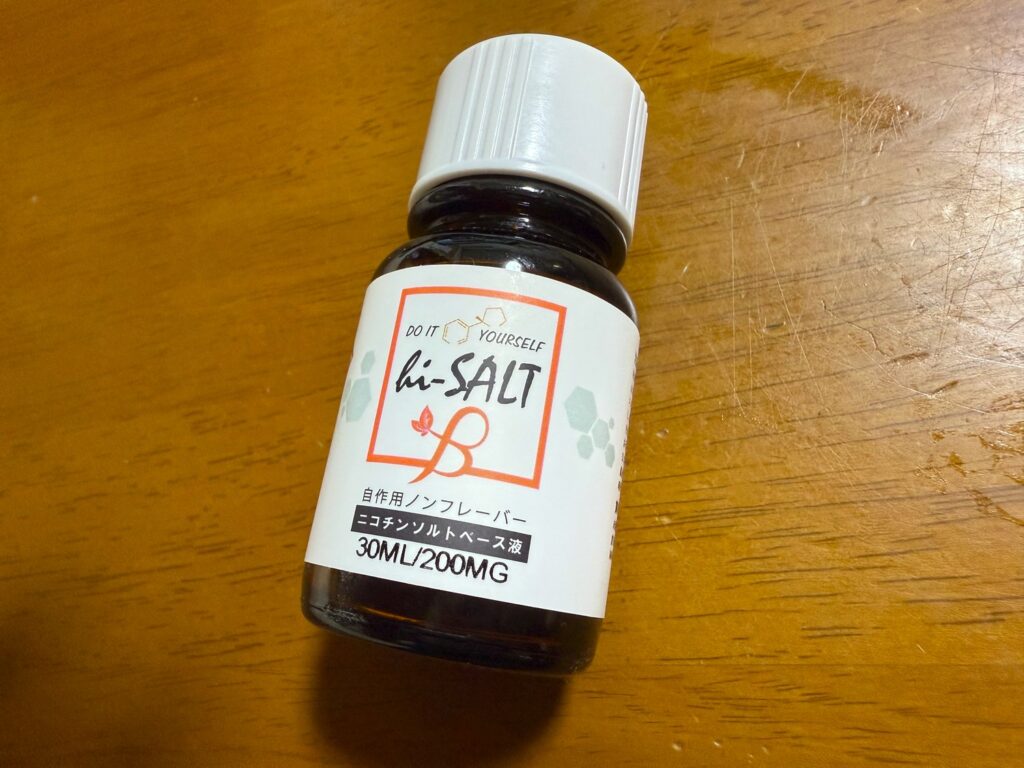 DO IT YOURSELF
hi-SALT
β
自作用ノンフレーバー
ニコチンソルトベース液
30ML/200MG